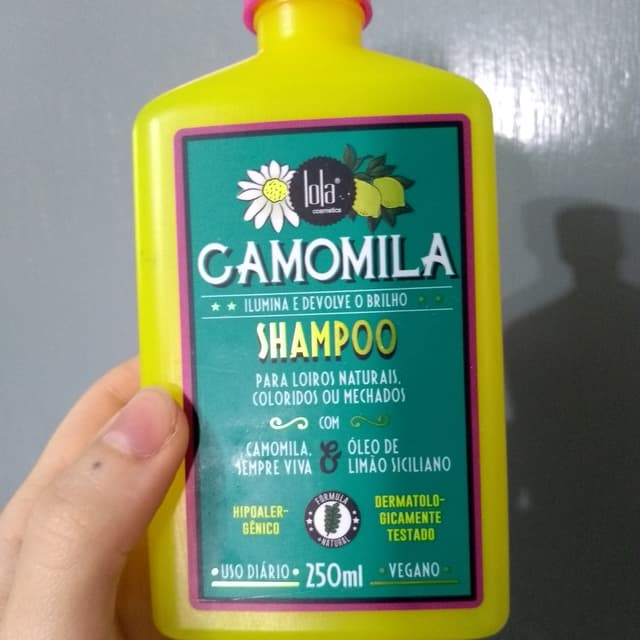 lola®
cosmetics
CAMOMILA
ILUMINA E DEVOLVE O BRILHO
SHAMPOO
PARA LOIROS NATURAIS,
COLORIDOS OU MECHADOS
COM
CAMOMILA,
SEMPRE VIVA & ÓLEO DE
LIMÃO SICILIANO
HIPOALER-
GÊNICO
FORMULA
+NATURAL
DERMATOLO-
GICAMENTE
TESTADO
USO DIÁRIO • 250ml • VEGANO